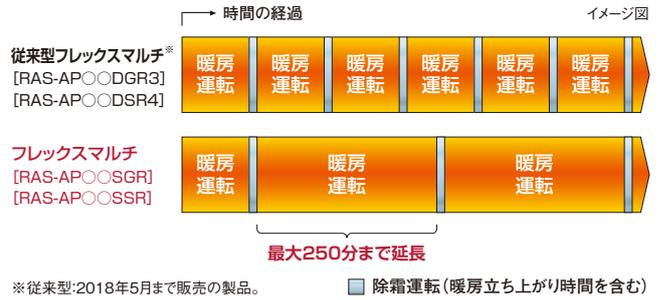 時間の経過
イメージ図
従来型フレックスマルチ※
[RAS-AP○○DGR3]
[RAS-AP○○DSR4]
暖房 暖房 暖房 暖房 暖房 暖房
運転 運転 運転 運転 運転 運転
フレックスマルチ
[RAS-AP○○SGR]
[RAS-AP○○SSR]
暖房 暖房 暖房
運転 運転 運転
最大250分まで延長
※従来型：2018年5月まで販売の製品。
除霜運転（暖房立ち上がり時間を含む）